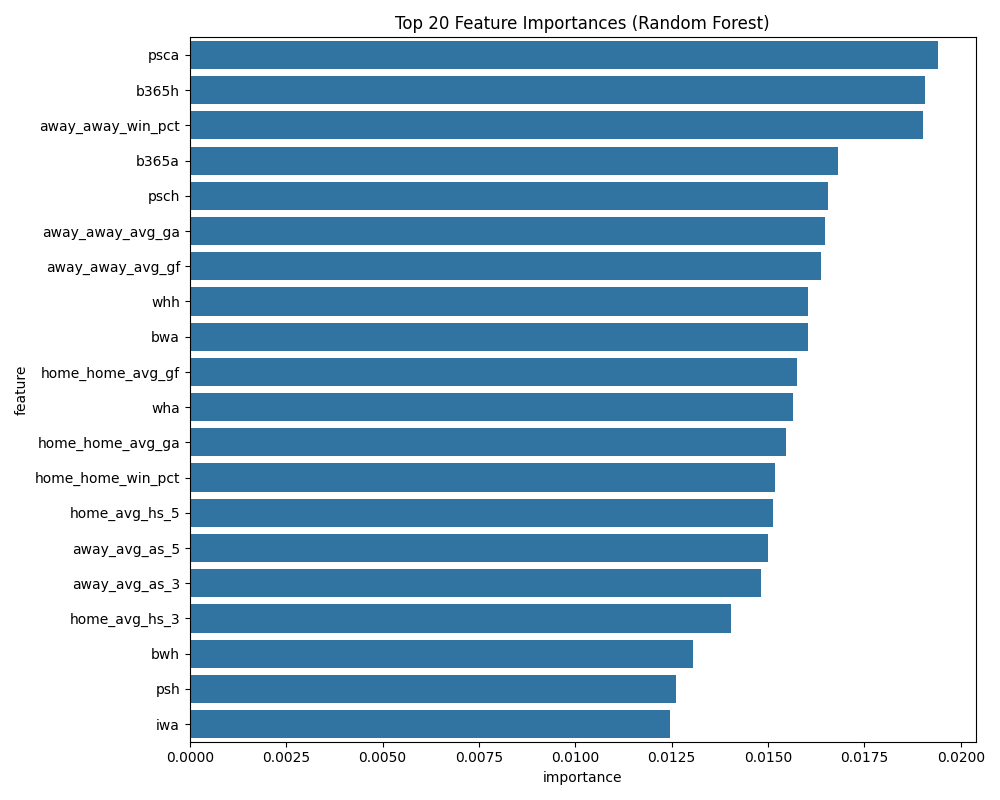 Top 20 Feature Importances (Random Forest)
psca
b365h
away_away_win_pct
b365a
psch
away_away_avg_ga
away_away_avg_gf
whh
bwa
home_home_avg_gf
wha
home_home_avg_ga
home_home_win_pct
home_avg_hs_5
away_avg_as_5
away_avg_as_3
home_avg_hs_3
bwh
psh
iwa
feature
0.0000 0.0025 0.0050 0.0075 0.0100 0.0125 0.0150 0.0175 0.0200
importance